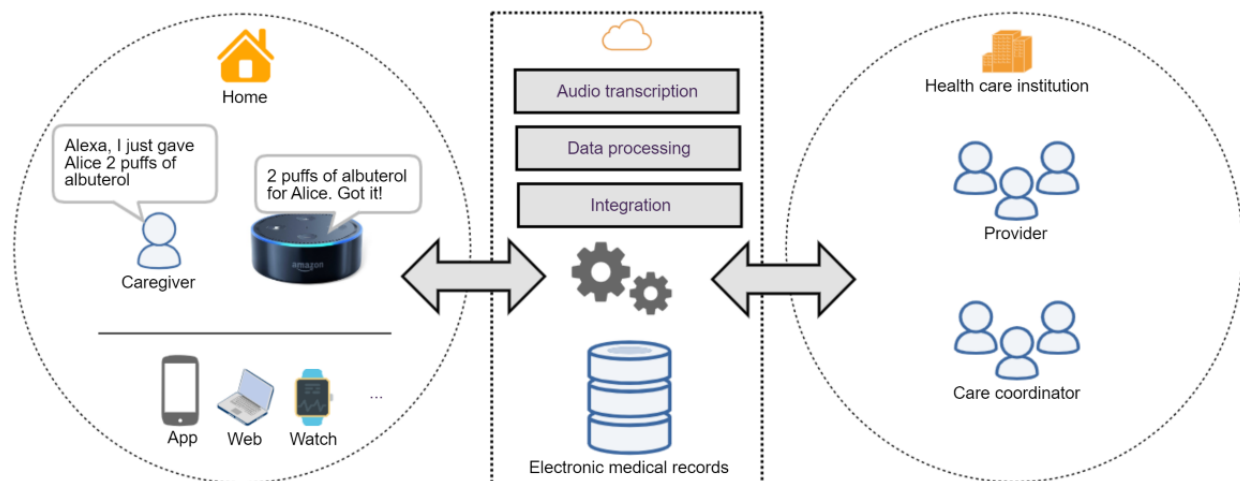 Home
Alexa, I just gave
Alice 2 puffs of
albuterol
2 puffs of albuterol
for Alice. Got it!
amazon
Caregiver
App
Web
Watch
...
Audio transcription
Data processing
Integration
Electronic medical records
Health care institution
Provider
Care coordinator